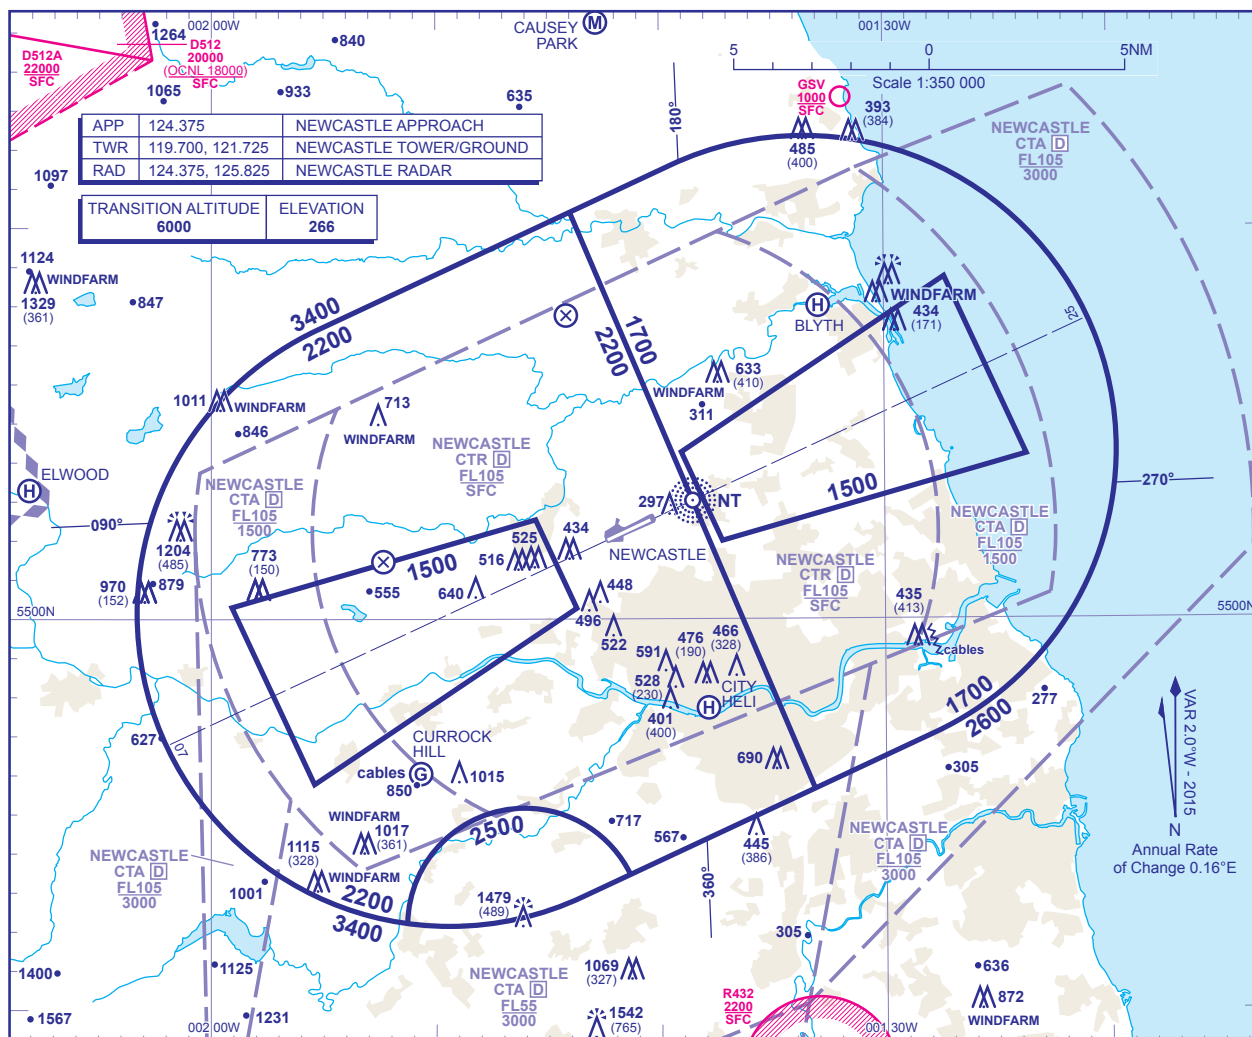 002 00W
001 30W
CAUSEY
PARK
M
1264
840
D512A
22000
SFC
D512
20000
(OCNL 18000)
SFC
5 0 5NM
Scale 1:350 000
1065
933
635
GSV
1000
SFC
393
(384)
485
(400)
180°
APP 124.375 NEWCASTLE APPROACH
TWR 119.700, 121.725 NEWCASTLE TOWER/GROUND
RAD 124.375, 125.825 NEWCASTLE RADAR
NEWCASTLE
CTA D
FL105
3000
1097
TRANSITION ALTITUDE ELEVATION
6000 266
1124
WINDFARM
1329
(361)
847
3400
2200
1700
2200
H
BLYTH
WINDFARM
434
(171)
25
633
(410)
WINDFARM
311
1011
WINDFARM
846
713
WINDFARM
NEWCASTLE
CTR D
FL105
SFC
ELWOOD
H
NEWCASTLE
CTA D
FL105
1500
1500
270°
297
NT
090°
1204
(485)
NEWCASTLE
NEWCASTLE
CTA D
FL105
1500
773
(150)
1500
525
516
434
970
(152)
879
555
640
448
496
NEWCASTLE
CTR D
FL105
SFC
435
(413)
cables
5500N
5500N
522
591
476
(190)
466
(328)
528
(230)
401
(400)
CITY
HELI
H
277
1700
2600
627
07
CURROCK
HILL
cables
G
850
1015
690
305
VAR 2.0°W - 2015
N
Annual Rate
of Change 0.16°E
WINDFARM
1017
(361)
2500
717
567
445
(386)
NEWCASTLE
CTA D
FL105
3000
NEWCASTLE
CTA D
FL105
3000
1115
(328)
WINDFARM
1001
2200
3400
360°
1479
(489)
305
1125
1400
1069
(327)
636
NEWCASTLE
CTA D
FL55
3000
R432
2200
SFC
872
WINDFARM
1567
1231
1542
(765)
002 00W
001 30W